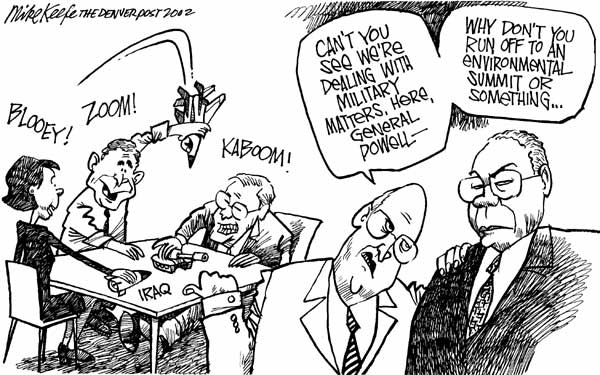 Mike Keefe THE DENVER POST 2002
BLOOEY!
ZOOM!
KABOOM!
IRAQ
CAN'T YOU
SEE WE'RE
DEALING WITH
MILITARY
MATTERS, HERE,
GENERAL
POWELL—
WHY DON'T YOU
RUN OFF TO AN
ENVIRONMENTAL
SUMMIT OR
SOMETHING...